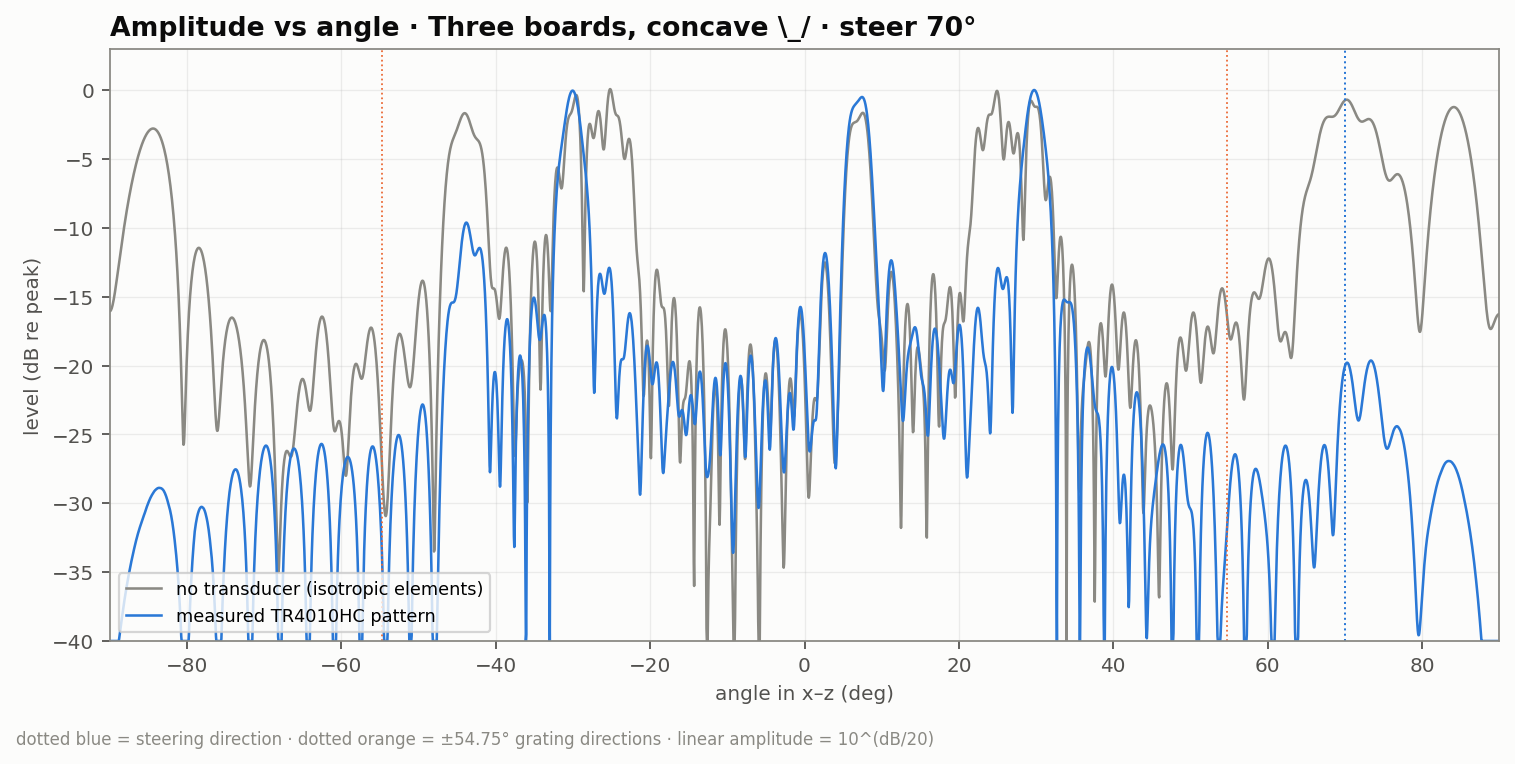 Amplitude vs angle · Three boards, concave \_/ · steer 70°
level (dB re peak)
0
−5
−10
−15
−20
−25
−30
−35
−40
no transducer (isotropic elements)
measured TR4010HC pattern
−80 −60 −40 −20 0 20 40 60 80
angle in x–z (deg)
dotted blue = steering direction · dotted orange = ±54.75° grating directions · linear amplitude = 10^(dB/20)